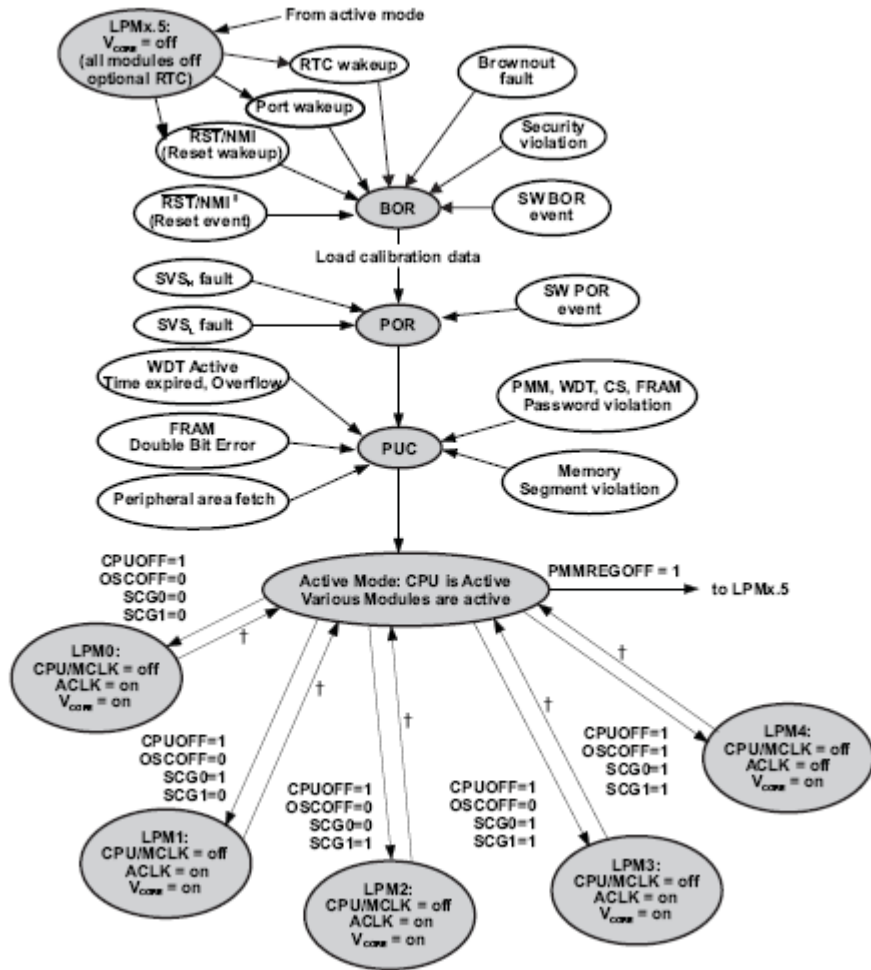 LPMx.5:
VCORE = off
(all modules off
optional RTC)
From active mode
RTC wakeup
Port wakeup
RST/NMI
(Reset wakeup)
Brownout
fault
Security
violation
RST/NMI
(Reset event)
BOR
SW BOR
event
Load calibration data
SVSH fault
SVSL fault
POR
SW POR
event
WDT Active
Time expired, Overflow
FRAM
Double Bit Error
Peripheral area fetch
PUC
PMM, WDT, CS, FRAM
Password violation
Memory
Segment violation
Active Mode: CPU is Active
Various Modules are active
PMMREGOFF = 1
to LPMx.5
CPUOFF=1
OSCOFF=0
SCG0=0
SCG1=0
†
LPM0:
CPU/MCLK = off
ACLK = on
VCORE = on
CPUOFF=1
OSCOFF=0
SCG0=1
SCG1=0
†
LPM1:
CPU/MCLK = off
ACLK = on
VCORE = on
CPUOFF=1
OSCOFF=0
SCG0=0
SCG1=1
†
LPM2:
CPU/MCLK = off
ACLK = on
VCORE = on
CPUOFF=1
OSCOFF=0
SCG0=1
SCG1=1
†
LPM3:
CPU/MCLK = off
ACLK = on
VCORE = on
CPUOFF=1
OSCOFF=1
SCG0=1
SCG1=1
†
LPM4:
CPU/MCLK = off
ACLK = off
VCORE = on